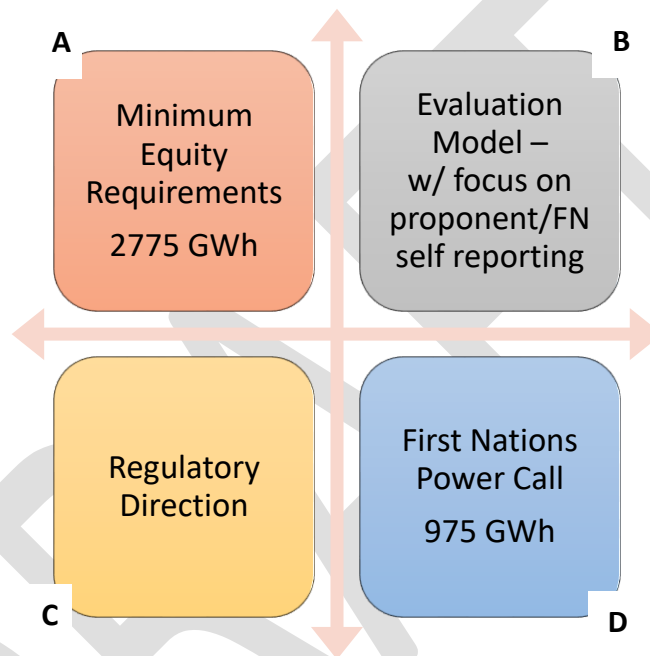 A
Minimum
Equity
Requirements
2775 GWh
B
Evaluation
Model –
w/ focus on
proponent/FN
self reporting
Regulatory
Direction
C
First Nations
Power Call
975 GWh
D